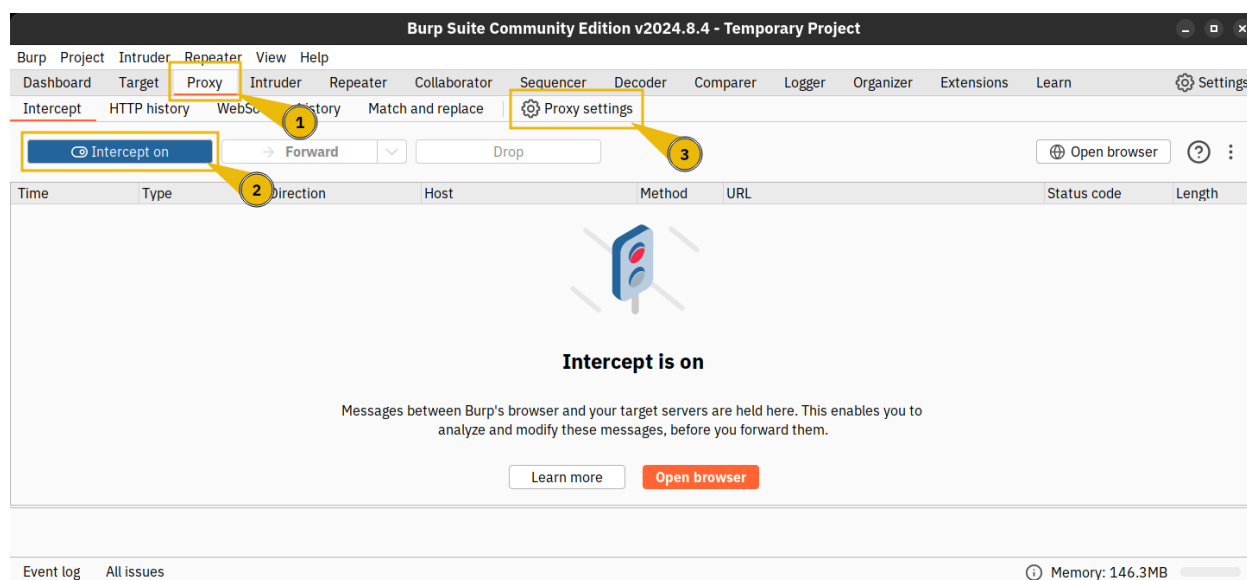 Burp Suite Community Edition v2024.8.4 - Temporary Project
Burp Project Intruder Repeater View Help
Dashboard Target Proxy Intruder Repeater Collaborator Sequencer Decoder Comparer Logger Organizer Extensions Learn Settings
Intercept HTTP history Match and replace Proxy settings
1
Intercept on Forward Drop 3 Open browser
Time Type 2 Direction Host Method URL Status code Length
Intercept is on
Messages between Burp's browser and your target servers are held here. This enables you to
analyze and modify these messages, before you forward them.
Learn more Open browser
Event log All issues Memory: 146.3MB